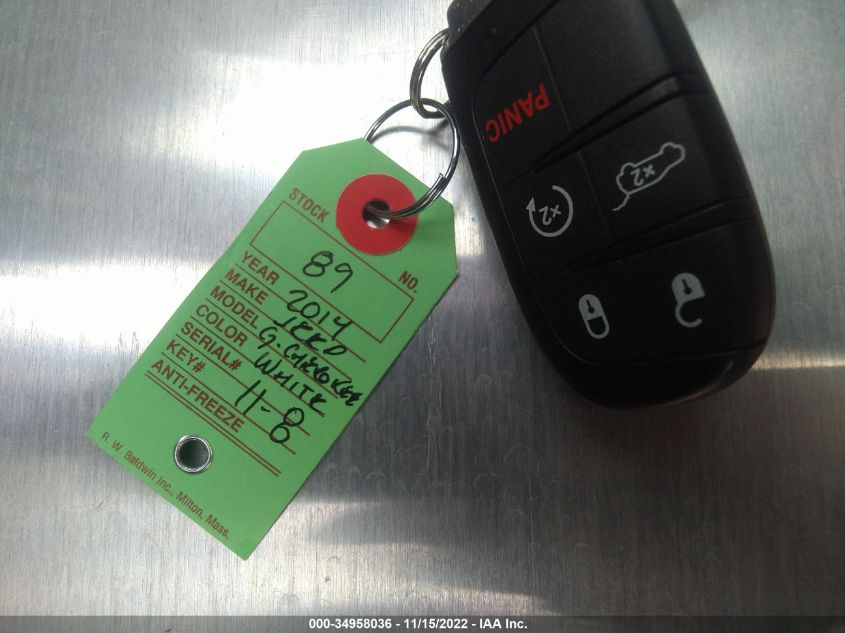 STOCK NO.
89
YEAR 2014
MAKE
MODEL G. CHEROKEE
COLOR WHITE
SERIAL#
KEY# 11-8
ANTI-FREEZE
R. W. Baldwin Inc., Milton, Mass.
PANIC
x2
x2
000-34958036 - 11/15/2022 - IAA Inc.